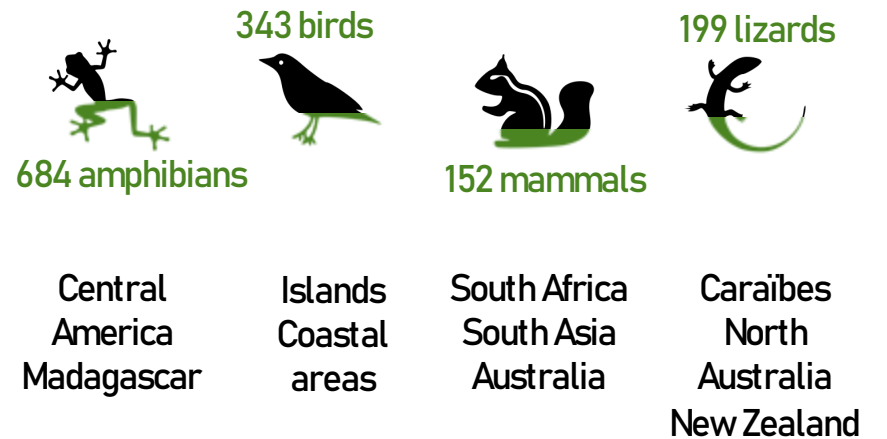 343 birds
199 lizards
684 amphibians
152 mammals
Central
America
Madagascar
Islands
Coastal
areas
South Africa
South Asia
Australia
Caraïbes
North
Australia
New Zealand